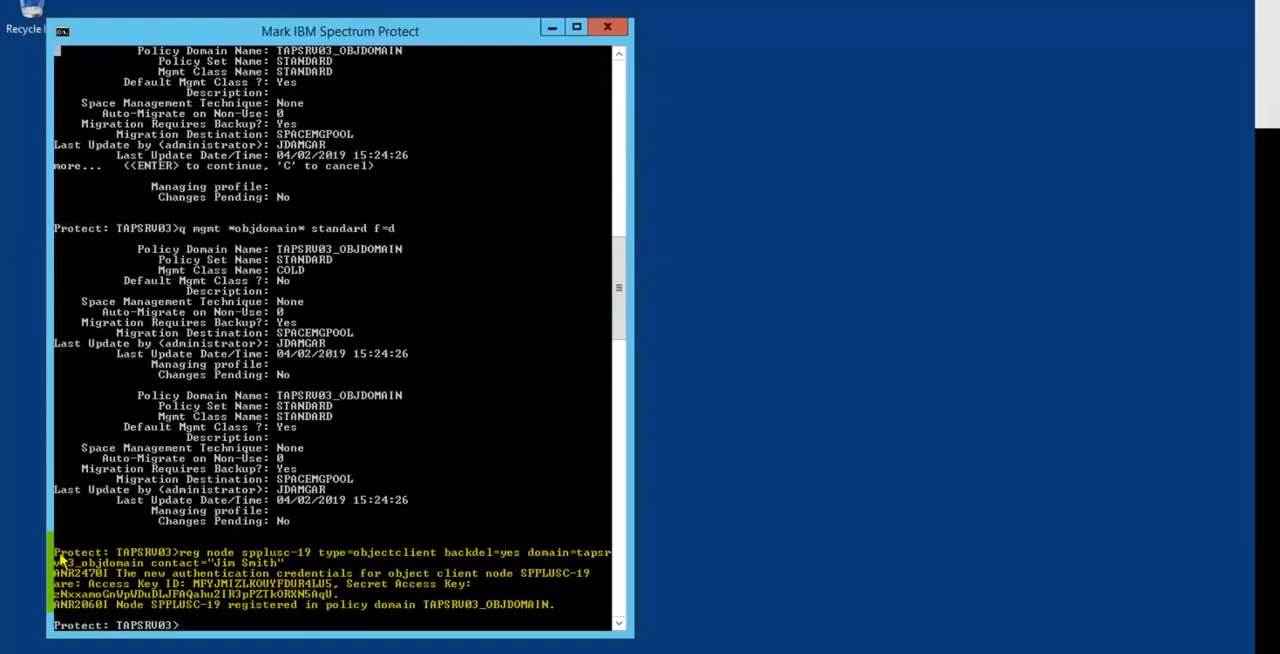 Recycle
Mark IBM Spectrum Protect
Policy Domain Name: TAPSRV03_OBJDOMAIN
Policy Set Name: STANDARD
Mgmt Class Name: STANDARD
Default Mgmt Class ?: Yes
Description:
Space Management Technique: None
Auto-Migrate on Non-Use: 0
Migration Requires Backup?: Yes
Migration Destination: SPACEMGPOOL
Last Update by (administrator): JDAMGAR
Last Update Date/Time: 04/02/2019 15:24:26
more... (<ENTER> to continue, 'C' to cancel)
Managing profile:
Changes Pending: No
Protect: TAPSRV03>q mgmt *objdomain* standard f=d
Policy Domain Name: TAPSRV03_OBJDOMAIN
Policy Set Name: STANDARD
Mgmt Class Name: COLD
Default Mgmt Class ?: No
Description:
Space Management Technique: None
Auto-Migrate on Non-Use: 0
Migration Requires Backup?: Yes
Migration Destination: SPACEMGPOOL
Last Update by (administrator): JDAMGAR
Last Update Date/Time: 04/02/2019 15:24:26
Managing profile:
Changes Pending: No
Policy Domain Name: TAPSRV03_OBJDOMAIN
Policy Set Name: STANDARD
Mgmt Class Name: STANDARD
Default Mgmt Class ?: Yes
Description:
Space Management Technique: None
Auto-Migrate on Non-Use: 0
Migration Requires Backup?: Yes
Migration Destination: SPACEMGPOOL
Last Update by (administrator): JDAMGAR
Last Update Date/Time: 04/02/2019 15:24:26
Managing profile:
Changes Pending: No
Protect: TAPSRV03>reg node spplusc-19 type=objectclient backdel=yes domain=tapsr
v03_objdomain contact="Jim Smith"
ANR2470I The new authentication credentials for object client node SPPLUSC-19
are: Access Key ID: MFYJMIZLKOUYFDUR4LU5, Secret Access Key:
zNxxamoGnWpWDuDLJFAQahu2IR3pPZTkORXN5AqU.
ANR2060I Node SPPLUSC-19 registered in policy domain TAPSRV03_OBJDOMAIN.
Protect: TAPSRV03>